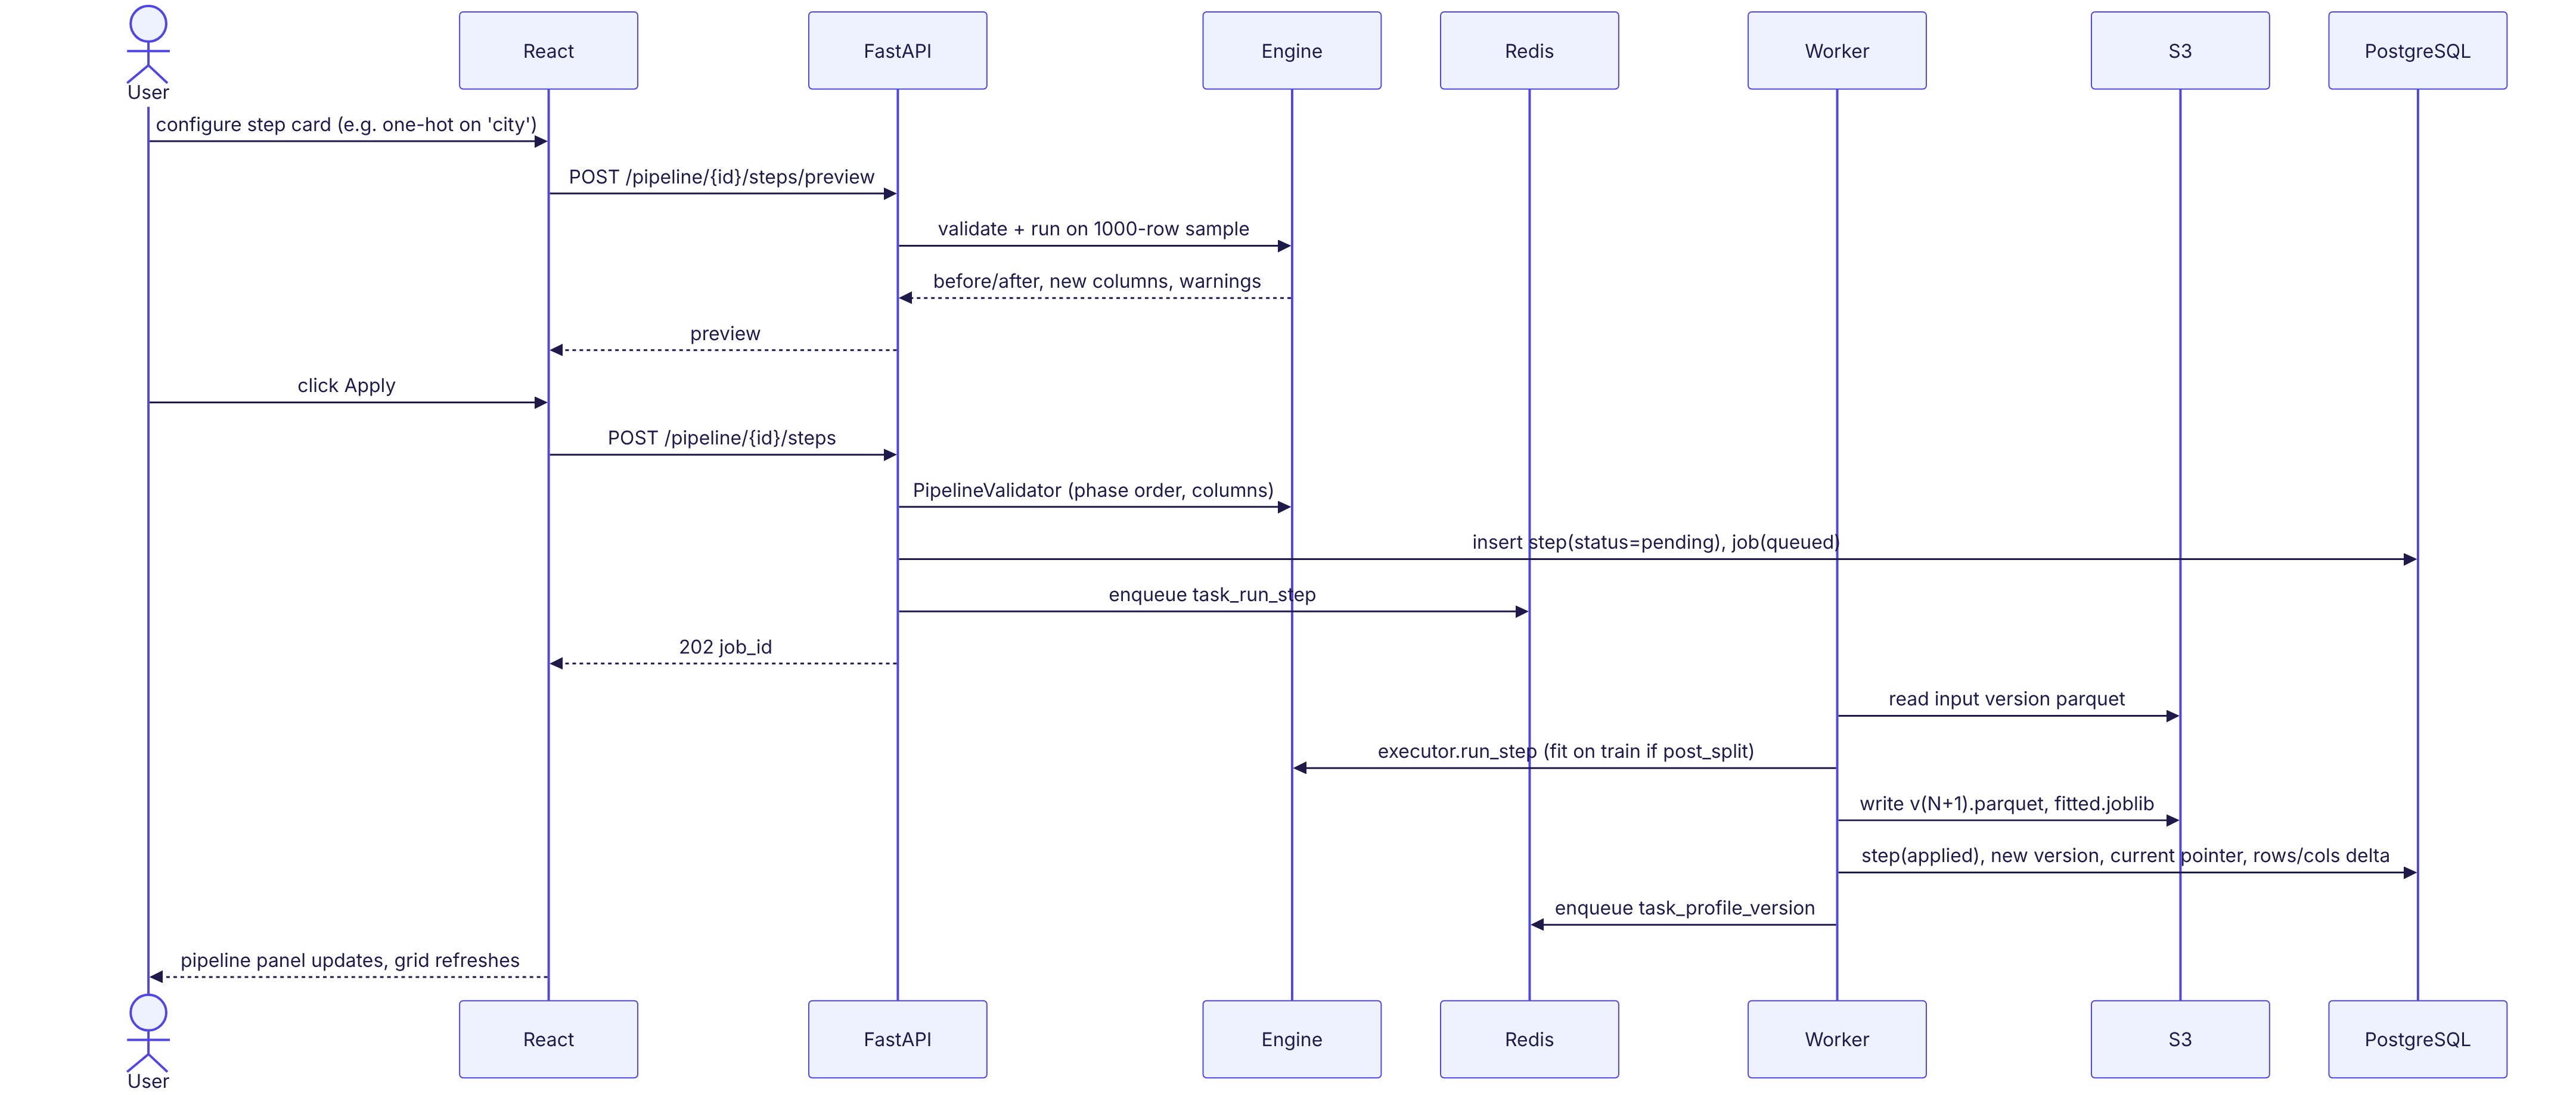 User
React
FastAPI
Engine
Redis
Worker
S3
PostgreSQL
configure step card (e.g. one-hot on 'city')
POST /pipeline/{id}/steps/preview
validate + run on 1000-row sample
before/after, new columns, warnings
preview
click Apply
POST /pipeline/{id}/steps
PipelineValidator (phase order, columns)
insert step(status=pending), job(queued)
enqueue task_run_step
202 job_id
read input version parquet
executor.run_step (fit on train if post_split)
write v(N+1).parquet, fitted.joblib
step(applied), new version, current pointer, rows/cols delta
enqueue task_profile_version
pipeline panel updates, grid refreshes
User
React
FastAPI
Engine
Redis
Worker
S3
PostgreSQL